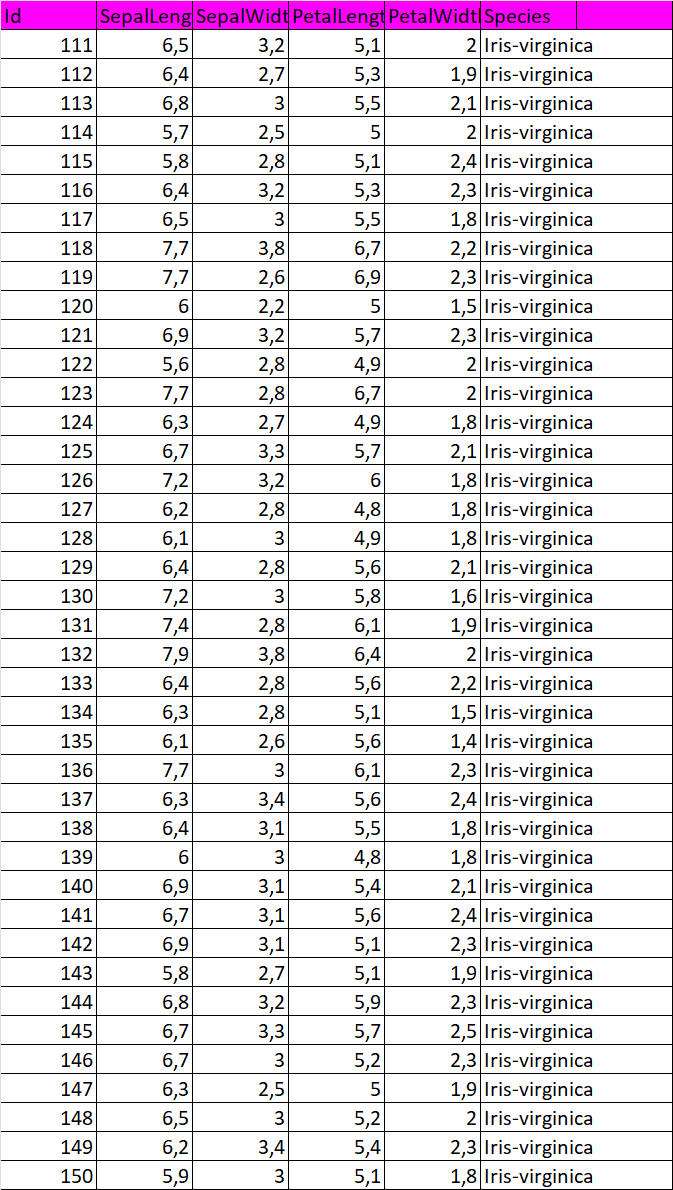 Id SepalLeng SepalWidt PetalLengt PetalWidtl Species
111 6,5 3,2 5,1 2 Iris-virginica
112 6,4 2,7 5,3 1,9 Iris-virginica
113 6,8 3 5,5 2,1 Iris-virginica
114 5,7 2,5 5 2 Iris-virginica
115 5,8 2,8 5,1 2,4 Iris-virginica
116 6,4 3,2 5,3 2,3 Iris-virginica
117 6,5 3 5,5 1,8 Iris-virginica
118 7,7 3,8 6,7 2,2 Iris-virginica
119 7,7 2,6 6,9 2,3 Iris-virginica
120 6 2,2 5 1,5 Iris-virginica
121 6,9 3,2 5,7 2,3 Iris-virginica
122 5,6 2,8 4,9 2 Iris-virginica
123 7,7 2,8 6,7 2 Iris-virginica
124 6,3 2,7 4,9 1,8 Iris-virginica
125 6,7 3,3 5,7 2,1 Iris-virginica
126 7,2 3,2 6 1,8 Iris-virginica
127 6,2 2,8 4,8 1,8 Iris-virginica
128 6,1 3 4,9 1,8 Iris-virginica
129 6,4 2,8 5,6 2,1 Iris-virginica
130 7,2 3 5,8 1,6 Iris-virginica
131 7,4 2,8 6,1 1,9 Iris-virginica
132 7,9 3,8 6,4 2 Iris-virginica
133 6,4 2,8 5,6 2,2 Iris-virginica
134 6,3 2,8 5,1 1,5 Iris-virginica
135 6,1 2,6 5,6 1,4 Iris-virginica
136 7,7 3 6,1 2,3 Iris-virginica
137 6,3 3,4 5,6 2,4 Iris-virginica
138 6,4 3,1 5,5 1,8 Iris-virginica
139 6 3 4,8 1,8 Iris-virginica
140 6,9 3,1 5,4 2,1 Iris-virginica
141 6,7 3,1 5,6 2,4 Iris-virginica
142 6,9 3,1 5,1 2,3 Iris-virginica
143 5,8 2,7 5,1 1,9 Iris-virginica
144 6,8 3,2 5,9 2,3 Iris-virginica
145 6,7 3,3 5,7 2,5 Iris-virginica
146 6,7 3 5,2 2,3 Iris-virginica
147 6,3 2,5 5 1,9 Iris-virginica
148 6,5 3 5,2 2 Iris-virginica
149 6,2 3,4 5,4 2,3 Iris-virginica
150 5,9 3 5,1 1,8 Iris-virginica